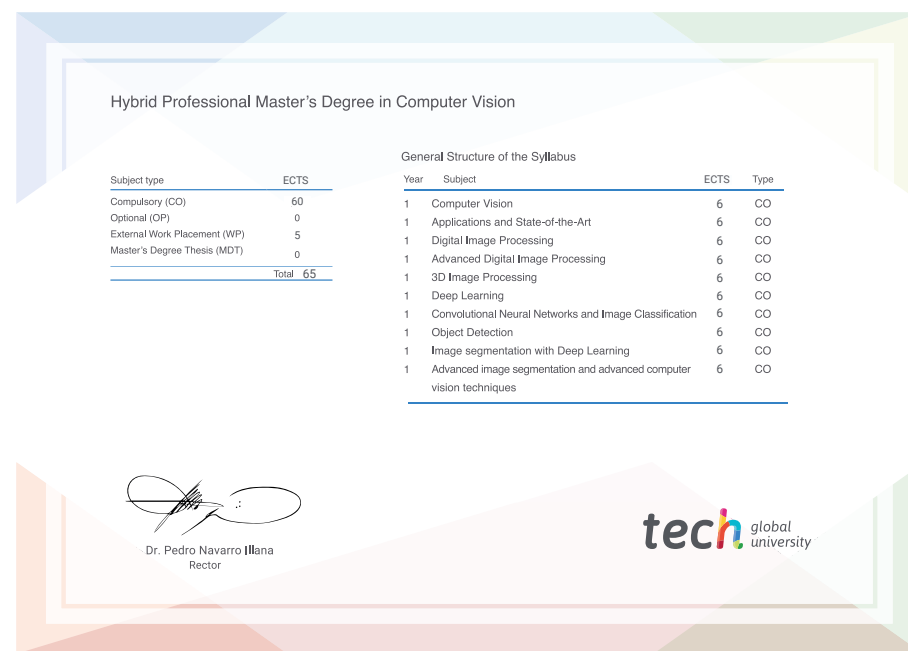 Hybrid Professional Master's Degree in Computer Vision
Subject type ECTS
Compulsory (CO) 60
Optional (OP) 0
External Work Placement (WP) 5
Master's Degree Thesis (MDT) 0
Total 65
General Structure of the Syllabus
Year Subject ECTS Type
1 Computer Vision 6 CO
1 Applications and State-of-the-Art 6 CO
1 Digital Image Processing 6 CO
1 Advanced Digital Image Processing 6 CO
1 3D Image Processing 6 CO
1 Deep Learning 6 CO
1 Convolutional Neural Networks and Image Classification 6 CO
1 Object Detection 6 CO
1 Image segmentation with Deep Learning 6 CO
1 Advanced image segmentation and advanced computer 6 CO
vision techniques
Dr. Pedro Navarro Illana
Rector
tech global
university